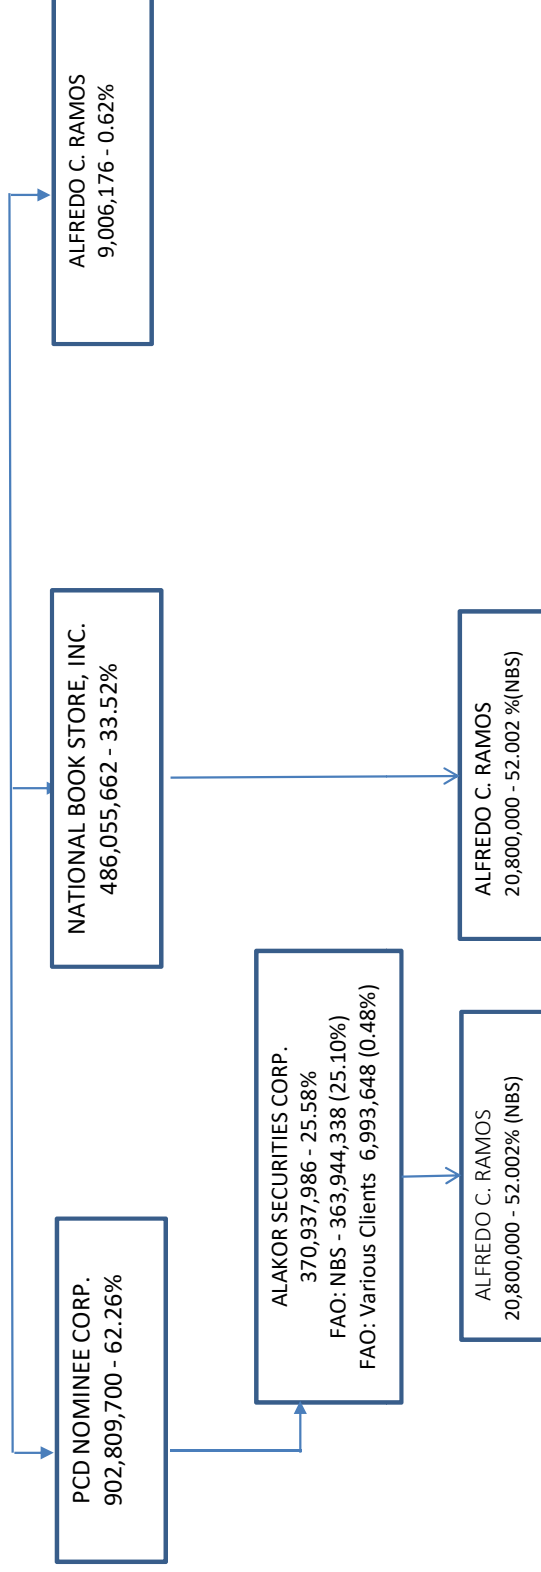 PCD NOMINEE CORP.
902,809,700 - 62.26%
NATIONAL BOOK STORE, INC.
486,055,662 - 33.52%
ALFREDO C. RAMOS
9,006,176 - 0.62%
ALAKOR SECURITIES CORP.
370,937,986 - 25.58%
FAO: NBS - 363,944,338 (25.10%)
FAO: Various Clients 6,993,648 (0.48%)
ALFREDO C. RAMOS
20,800,000 - 52.002% (NBS)
ALFREDO C. RAMOS
20,800,000 - 52.002 %(NBS)